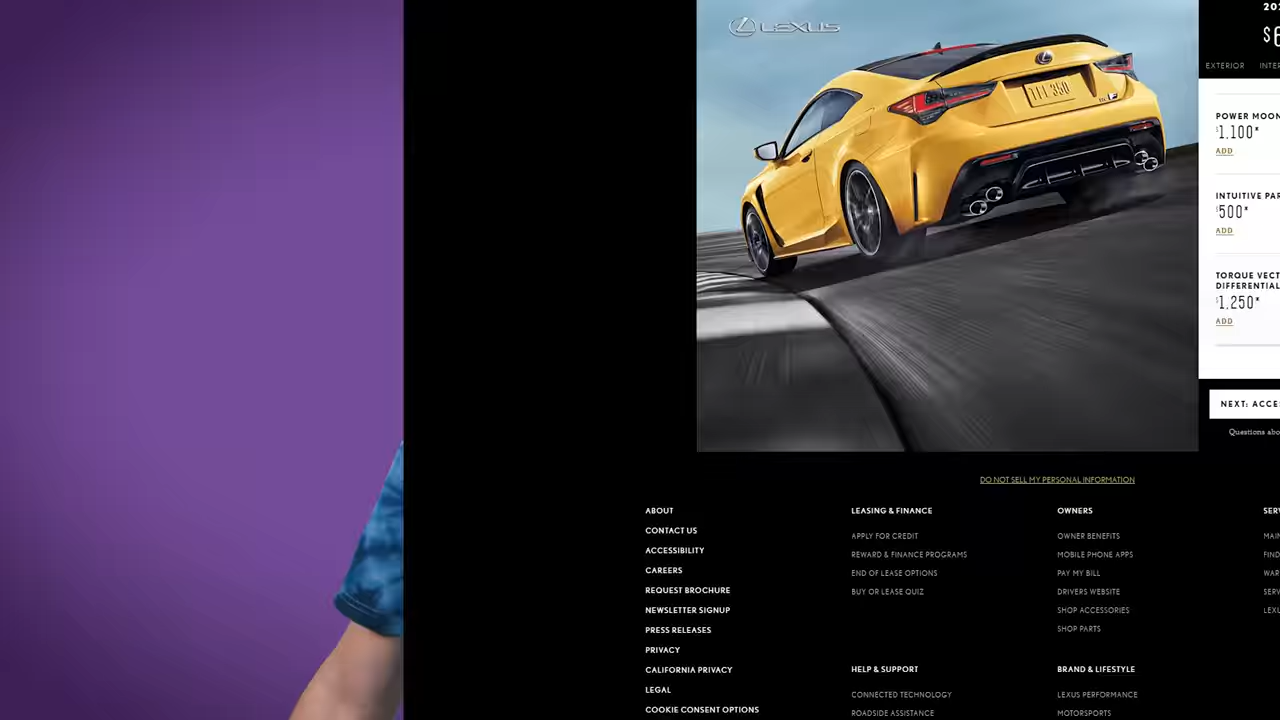 LEXUS
EXTERIOR
POWER MOON
$1,100*
ADD
$500*
ADD
TORQUE
DIFFERENTIAL
$1,250*
ADD
NEXT:
Questions
DO NOT SELL MY PERSONAL INFORMATION
ABOUT
CONTACT US
ACCESSIBILITY
CAREERS
REQUEST BROCHURE
NEWSLETTER SIGNUP
PRESS RELEASES
PRIVACY
CALIFORNIA PRIVACY
LEGAL
COOKIE CONSENT OPTIONS
LEASING & FINANCE
APPLY FOR CREDIT
REWARD & FINANCE PROGRAMS
END OF LEASE OPTIONS
BUY OR LEASE QUIZ
HELP & SUPPORT
CONNECTED TECHNOLOGY
ROADSIDE ASSISTANCE
OWNERS
OWNER BENEFITS
MOBILE PHONE APPS
PAY MY BILL
DRIVERS WEBSITE
SHOP ACCESSORIES
SHOP PARTS
BRAND & LIFESTYLE
LEXUS PERFORMANCE
MOTORSPORTS